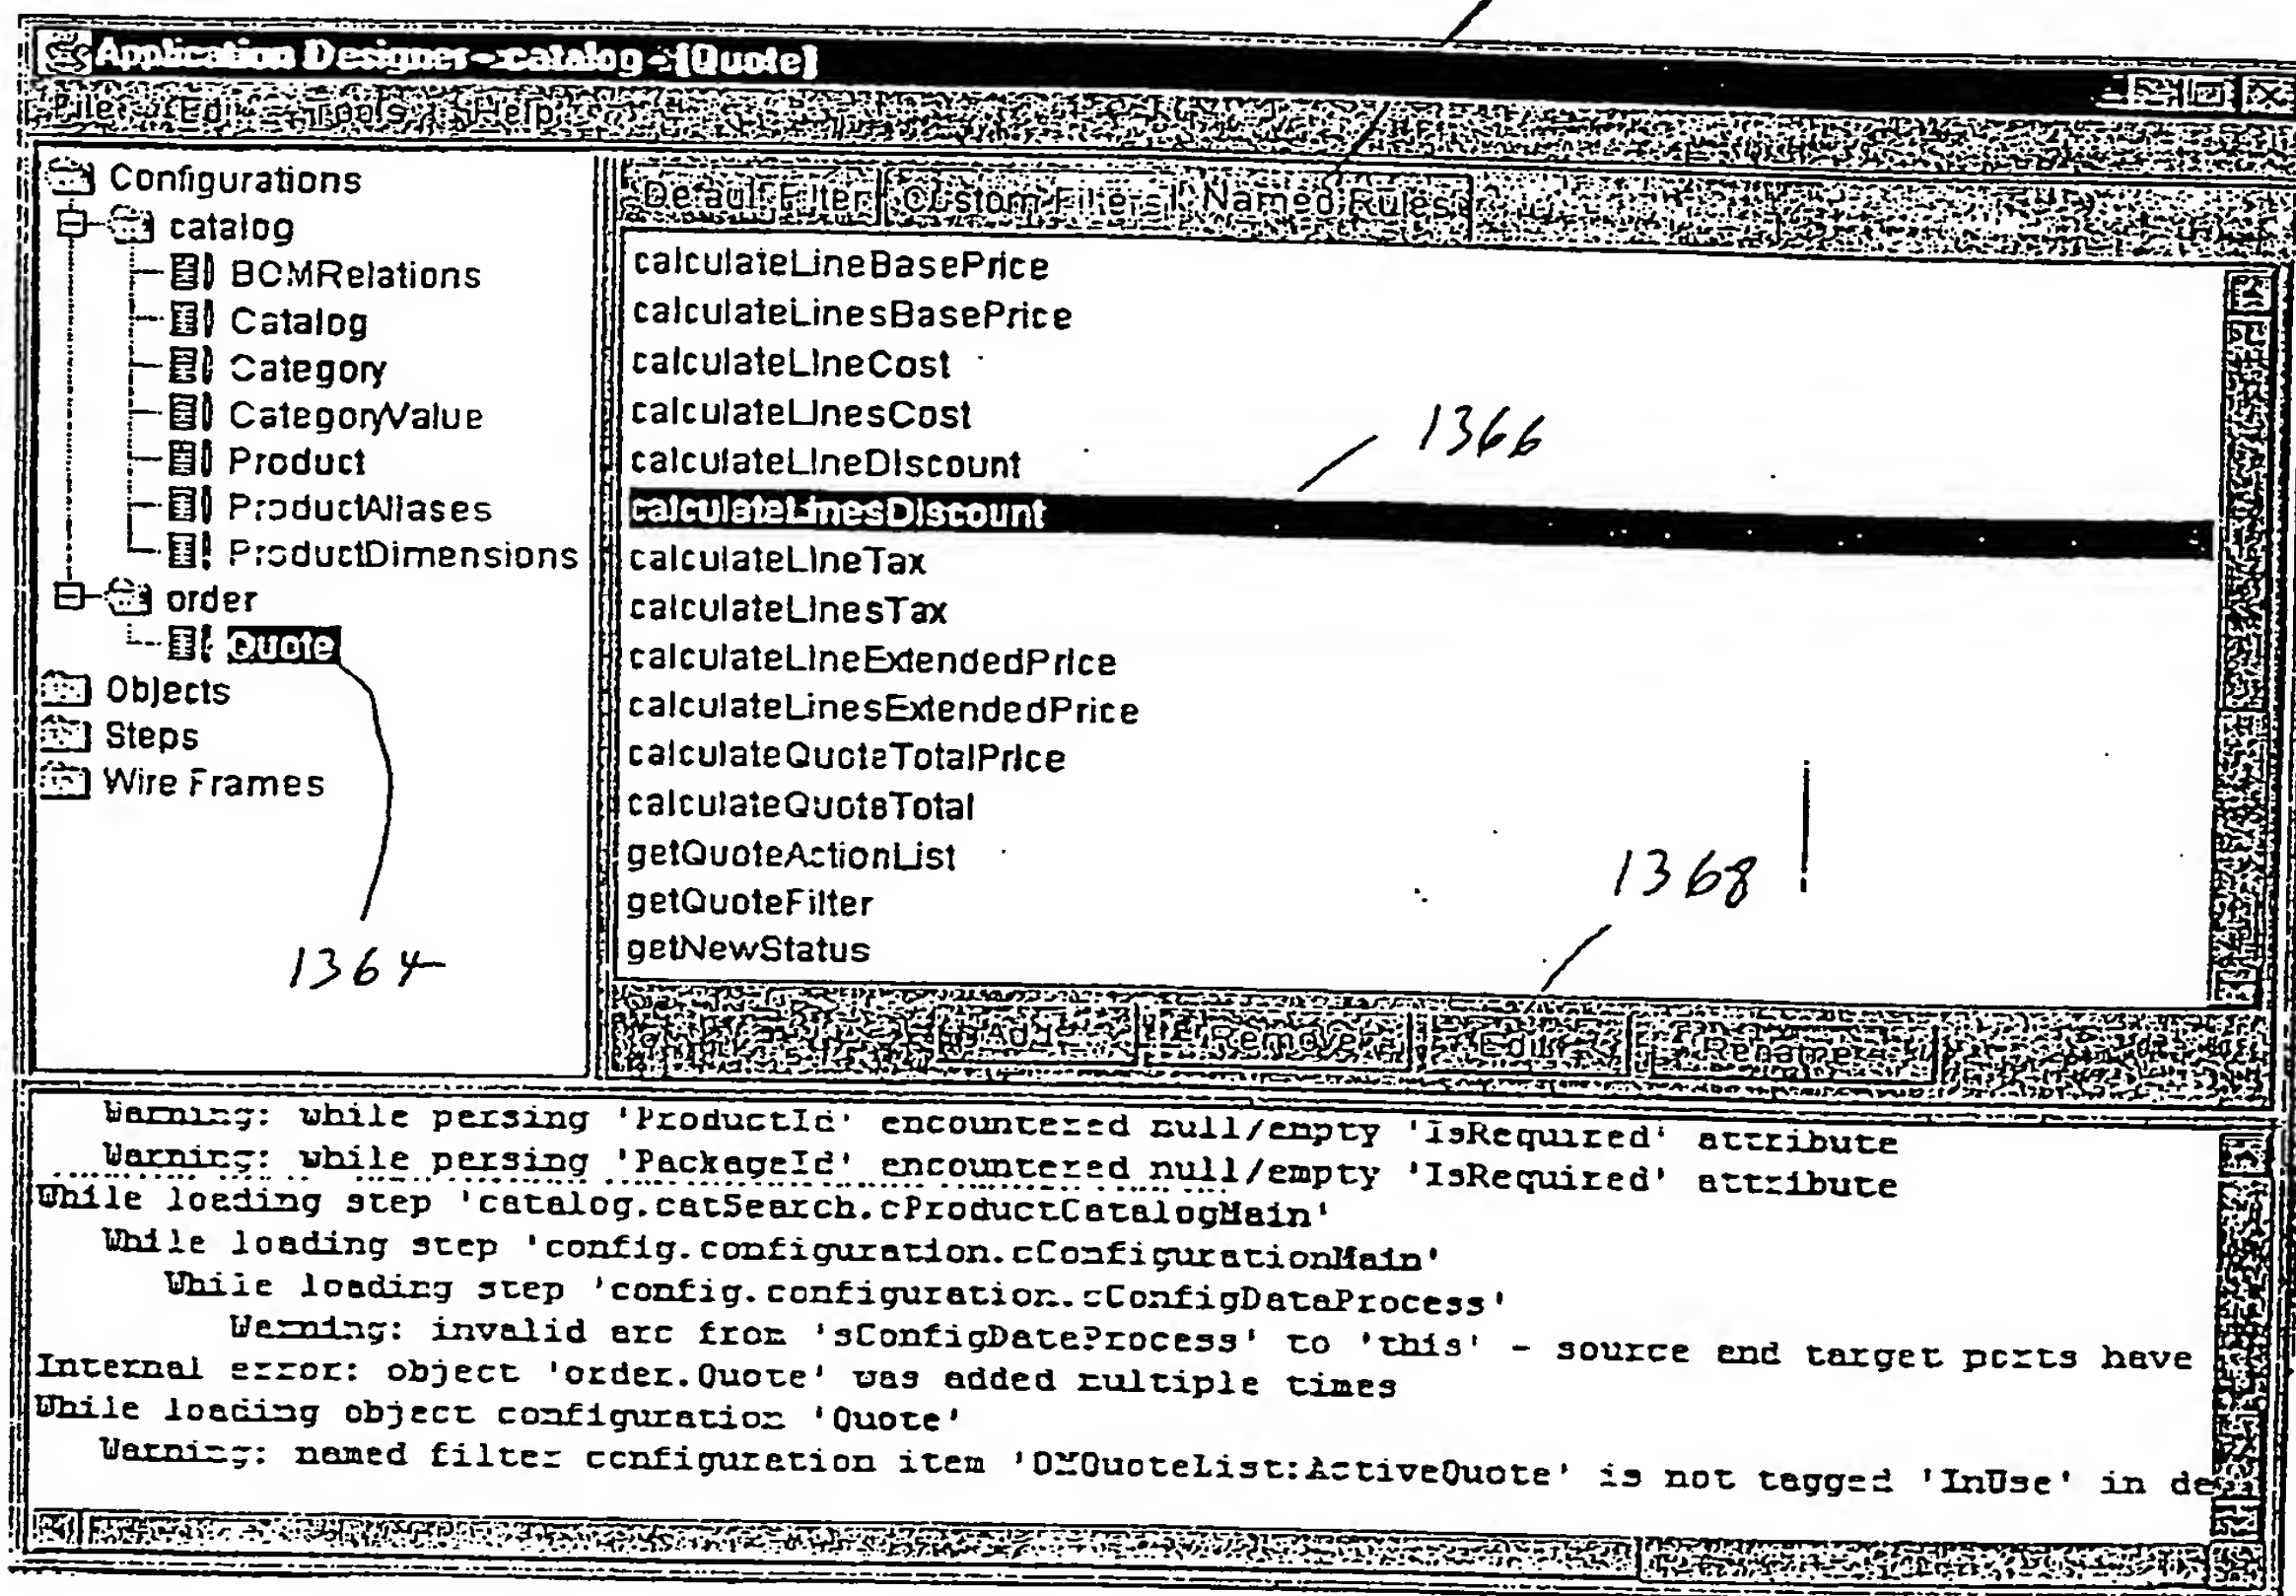 Application Designer - catalog - [Quote]
File Edit Tools Help
Configurations
catalog
BOMRelations
Catalog
Category
CategoryValue
Product
ProductAliases
ProductDimensions
order
Quote
Objects
Steps
Wire Frames
1364
Default Filter Custom Filters Named Rules
calculateLineBasePrice
calculateLinesBasePrice
calculateLineCost
calculateLinesCost
calculateLineDiscount
calculateLinesDiscount
calculateLineTax
calculateLinesTax
calculateLineExtendedPrice
calculateLinesExtendedPrice
calculateQuoteTotalPrice
calculateQuoteTotal
getQuoteActionList
getQuoteFilter
getNewStatus
1366
1368
Add Remove Edit Rename
Warning: while parsing 'ProductId' encountered null/empty 'IsRequired' attribute
Warning: while parsing 'PackageId' encountered null/empty 'IsRequired' attribute
While loading step 'catalog.catSearch.cProductCatalogMain'
While loading step 'config.configuration.cConfigurationMain'
While loading step 'config.configuration.cConfigDataProcess'
Warning: invalid arc from 'sConfigDataProcess' to 'this' - source and target ports have
Internal error: object 'order.Quote' was added multiple times
While loading object configuration 'Quote'
Warning: named filter configuration item 'OMQuoteList:ActiveQuote' is not tagged 'InUse' in de